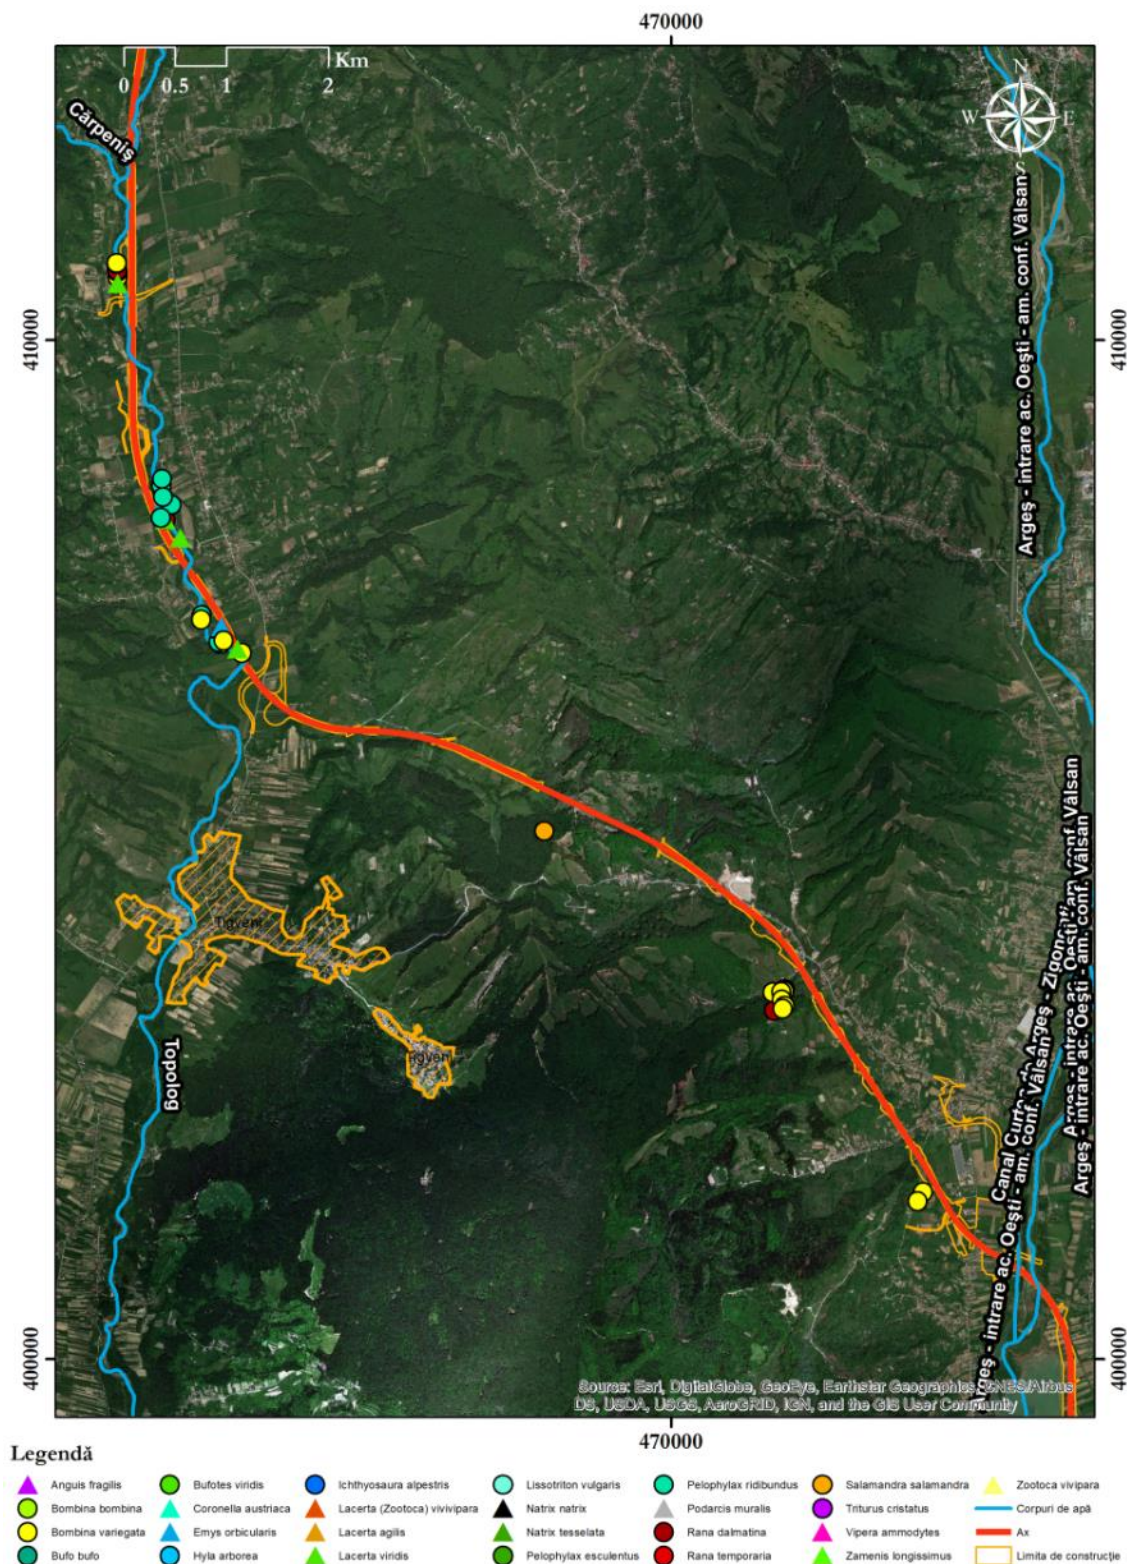 470000
Km
0 0.5 1 2
N
W E
S
Cărpeniș
410000
410000
Argeș - intrare ac. Oești - am. conf. Vâlsan
Tigveni
Tigveni
Topolog
Argeș - intrare ac. Oești - am. conf. Vâlsan
Argeș - intrare ac. Oești - am. conf. Vâlsan
Canal Curtea de Argeș - Zigoneni
Argeș - intrare ac. Oești - am. conf. Vâlsan
400000
400000
Source: Esri, DigitalGlobe, GeoEye, Earthstar Geographics, CNES/Airbus
DS, USDA, USGS, AeroGRID, IGN, and the GIS User Community
470000
Legendă
Anguis fragilis Bufotes viridis Ichthyosaura alpestris Lissotriton vulgaris Pelophylax ridibundus Salamandra salamandra Zootoca vivipara
Bombina bombina Coronella austriaca Lacerta (Zootoca) vivivipara Natrix natrix Podarcis muralis Triturus cristatus Corpuri de apă
Bombina variegata Emys orbicularis Lacerta agilis Natrix tesselata Rana dalmatina Vipera ammodytes Ax
Bufo bufo Hyla arborea Lacerta viridis Pelophylax esculentus Rana temporaria Zamenis longissimus Limita de construcție